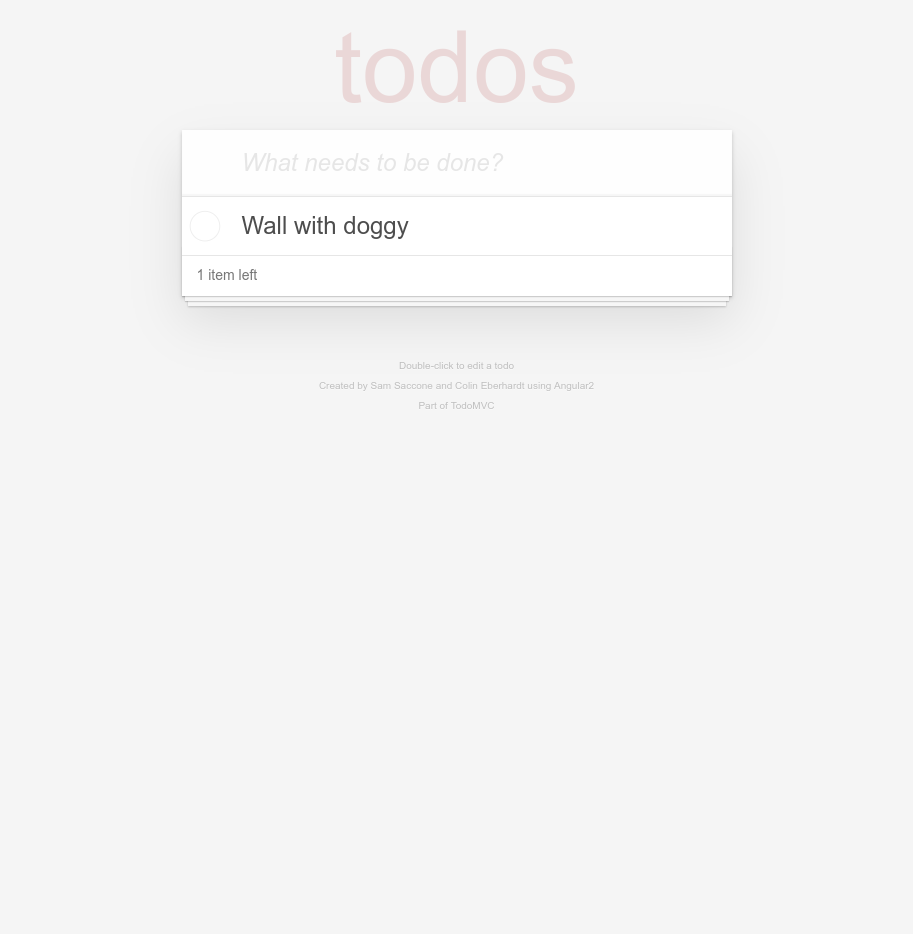 todos
What needs to be done?
Wall with doggy
1 item left
Double-click to edit a todo
Created by Sam Saccone and Colin Eberhardt using Angular2
Part of TodoMVC